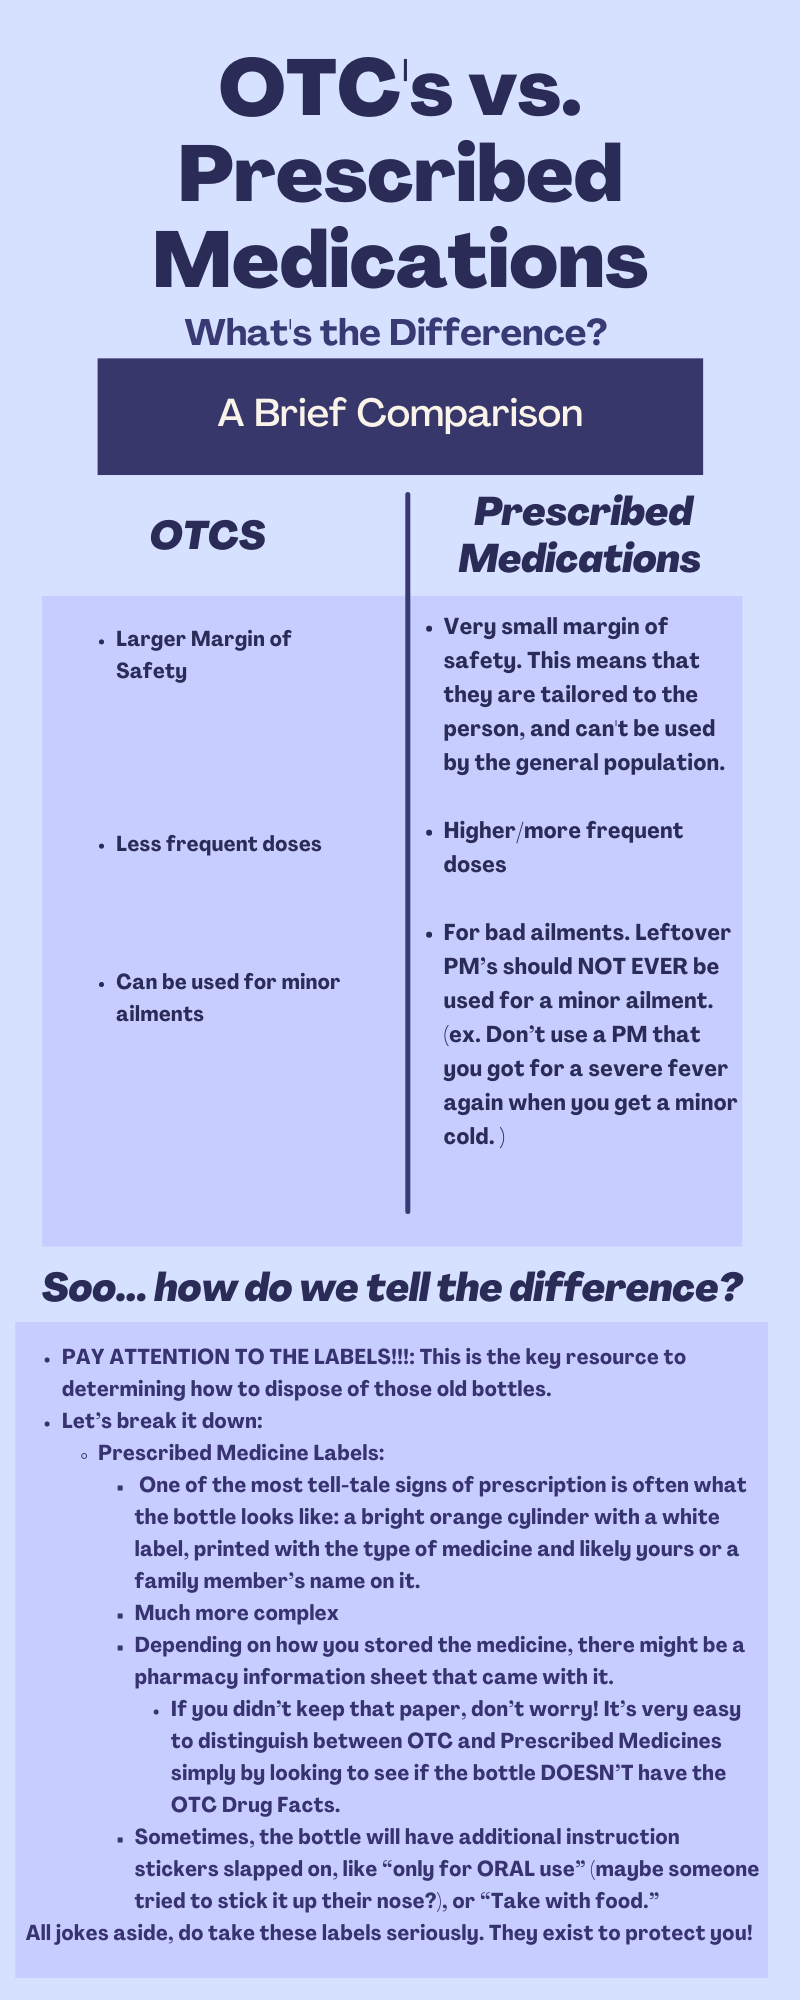 OTC's vs.
Prescribed
Medications
What's the Difference?
A Brief Comparison
OTCS
• Larger Margin of
Safety
• Less frequent doses
• Can be used for minor
ailments
Prescribed
Medications
• Very small margin of
safety. This means that
they are tailored to the
person, and can't be used
by the general population.
• Higher/more frequent
doses
• For bad ailments. Leftover
PM’s should NOT EVER be
used for a minor ailment.
(ex. Don’t use a PM that
you got for a severe fever
again when you get a minor
cold. )
Soo... how do we tell the difference?
• PAY ATTENTION TO THE LABELS!!!: This is the key resource to
determining how to dispose of those old bottles.
• Let’s break it down:
◦ Prescribed Medicine Labels:
▪ One of the most tell-tale signs of prescription is often what
the bottle looks like: a bright orange cylinder with a white
label, printed with the type of medicine and likely yours or a
family member’s name on it.
▪ Much more complex
▪ Depending on how you stored the medicine, there might be a
pharmacy information sheet that came with it.
• If you didn’t keep that paper, don’t worry! It’s very easy
to distinguish between OTC and Prescribed Medicines
simply by looking to see if the bottle DOESN’T have the
OTC Drug Facts.
▪ Sometimes, the bottle will have additional instruction
stickers slapped on, like “only for ORAL use” (maybe someone
tried to stick it up their nose?), or “Take with food.”
All jokes aside, do take these labels seriously. They exist to protect you!